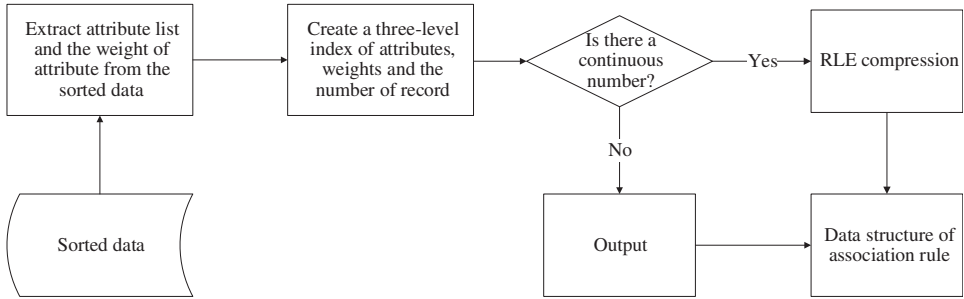 Extract attribute list
and the weight of
attribute from the
sorted data
Create a three-level
index of attributes,
weights and the
number of record
Is there a
continuous
number?
Yes
RLE compression
No
Sorted data
Output
Data structure of
association rule